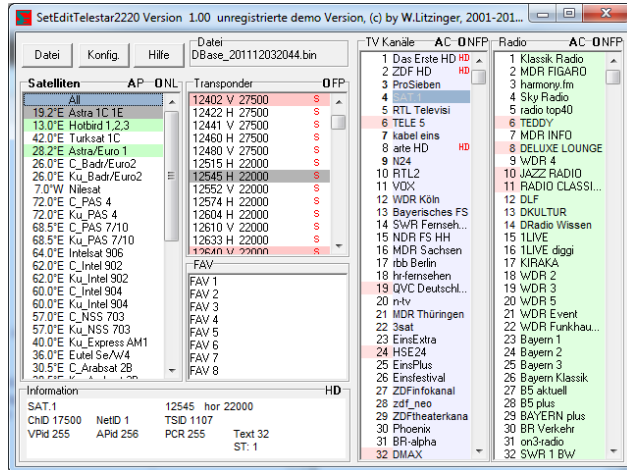 SetEditTelestar2220 Version 1.00 unregistrierte demo Version, (c) by W.Litzinger, 2001-201...
Datei
Konfig.
Hilfe
Datei
DBase_201112032044.bin
Satelliten AP ONL
All
19.2°E Astra 1C 1E
13.0°E Hotbird 1,2,3
42.0°E Turksat 1C
28.2°E Astra/Euro 1
26.0°E C_Badr/Euro2
26.0°E Ku_Badr/Euro2
7.0°W Nilesat
72.0°E C_PAS 4
72.0°E Ku_PAS 4
68.5°E C_PAS 7/10
68.5°E Ku_PAS 7/10
64.0°E Intelsat 906
62.0°E C_Intel 902
62.0°E Ku_Intel 902
60.0°E C_Intel 904
60.0°E Ku_Intel 904
57.0°E C_NSS 703
57.0°E Ku_NSS 703
40.0°E Ku_Express AM1
36.0°E Eutel Se/W4
30.5°E C_Arabsat 2B
Transponder OFP
12402 V 27500 S
12422 H 27500 S
12441 V 27500 S
12460 H 27500 S
12480 V 27500 S
12515 H 22000 S
12545 H 22000 S
12552 V 22000 S
12574 H 22000 S
12604 H 22000 S
12610 V 22000 S
12633 H 22000 S
12640 V 22000 S
FAV
FAV 1
FAV 2
FAV 3
FAV 4
FAV 5
FAV 6
FAV 7
FAV 8
TV Kanäle AC ONFP
1 Das Erste HD HD
2 ZDF HD HD
3 ProSieben
4 SAT.1
5 RTL Televisi
6 TELE 5
7 kabel eins
8 arte HD HD
9 N24
10 RTL2
11 VOX
12 WDR Köln
13 Bayerisches FS
14 SWR Fernseh...
15 NDR FS HH
16 MDR Sachsen
17 rbb Berlin
18 hr-fernsehen
19 QVC Deutschl...
20 n-tv
21 MDR Thüringen
22 3sat
23 EinsExtra
24 HSE24
25 EinsPlus
26 Einsfestival
27 ZDFinfokanal
28 zdf_neo
29 ZDFtheaterkana
30 Phoenix
31 BR-alpha
32 DMAX
Radio AC ONFP
1 Klassik Radio
2 MDR FIGARO
3 harmony.fm
4 Sky Radio
5 radio top40
6 TEDDY
7 MDR INFO
8 DELUXE LOUNGE
9 WDR 4
10 JAZZ RADIO
11 RADIO CLASSI...
12 DLF
13 DKULTUR
14 DRadio Wissen
15 1LIVE
16 1LIVE diggi
17 KIRAKA
18 WDR 2
19 WDR 3
20 WDR 5
21 WDR Event
22 WDR Funkhau...
23 Bayern 1
24 Bayern 2
25 Bayern 3
26 Bayern Klassik
27 B5 aktuell
28 B5 plus
29 BAYERN plus
30 BR Verkehr
31 on3-radio
32 SWR 1 BW
Information HD
SAT.1 12545 hor 22000
ChID 17500 NetID 1 TSID 1107
VPid 255 APid 256 PCR 255 Text 32
ST: 1